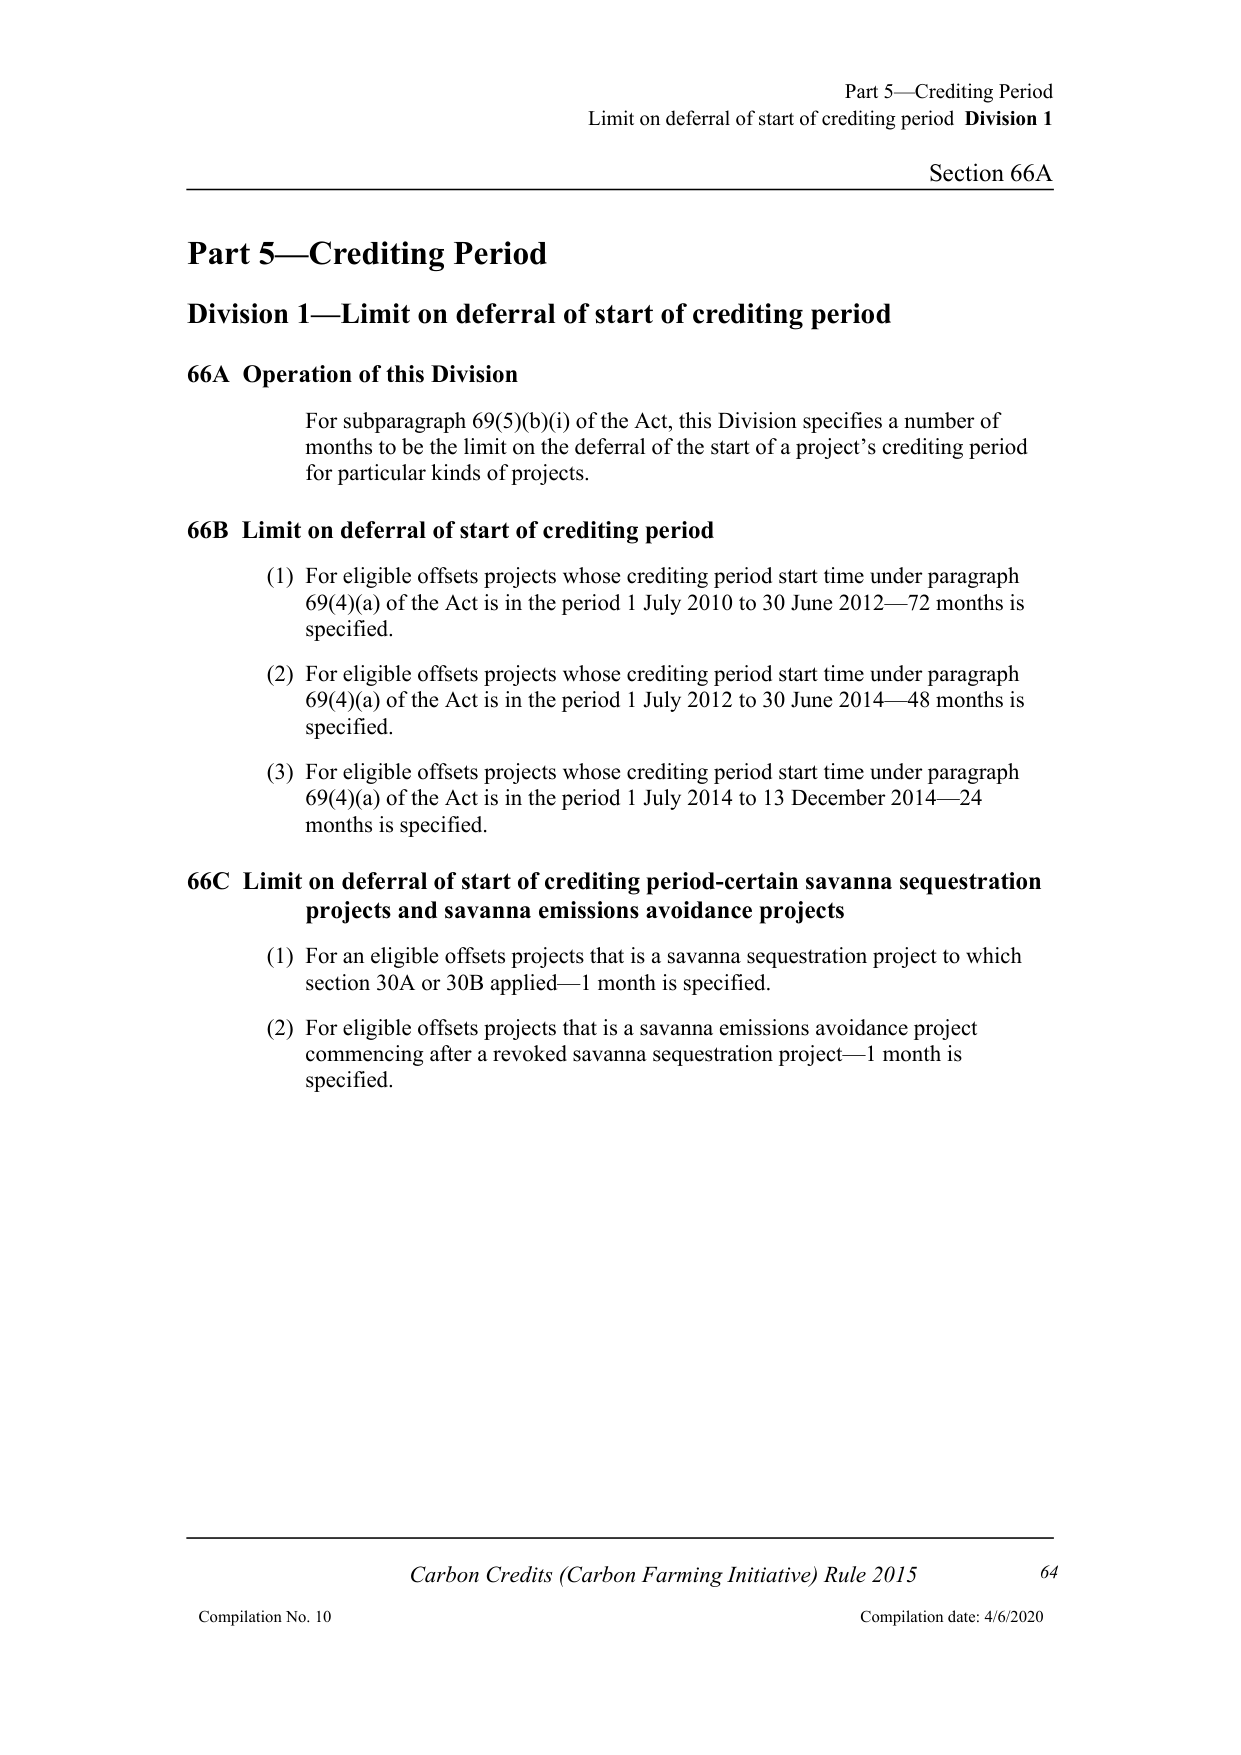 Part 5—Crediting Period
Limit on deferral of start of crediting period Division 1
Section 66A
Part 5—Crediting Period
Division 1—Limit on deferral of start of crediting period
66A Operation of this Division
For subparagraph 69(5)(b)(i) of the Act, this Division specifies a number of
months to be the limit on the deferral of the start of a project’s crediting period
for particular kinds of projects.
66B Limit on deferral of start of crediting period
(1) For eligible offsets projects whose crediting period start time under paragraph
69(4)(a) of the Act is in the period 1 July 2010 to 30 June 2012—72 months is
specified.
(2) For eligible offsets projects whose crediting period start time under paragraph
69(4)(a) of the Act is in the period 1 July 2012 to 30 June 2014—48 months is
specified.
(3) For eligible offsets projects whose crediting period start time under paragraph
69(4)(a) of the Act is in the period 1 July 2014 to 13 December 2014—24
months is specified.
66C Limit on deferral of start of crediting period-certain savanna sequestration
projects and savanna emissions avoidance projects
(1) For an eligible offsets projects that is a savanna sequestration project to which
section 30A or 30B applied—1 month is specified.
(2) For eligible offsets projects that is a savanna emissions avoidance project
commencing after a revoked savanna sequestration project—1 month is
specified.
Carbon Credits (Carbon Farming Initiative) Rule 2015 64
Compilation No. 10 Compilation date: 4/6/2020